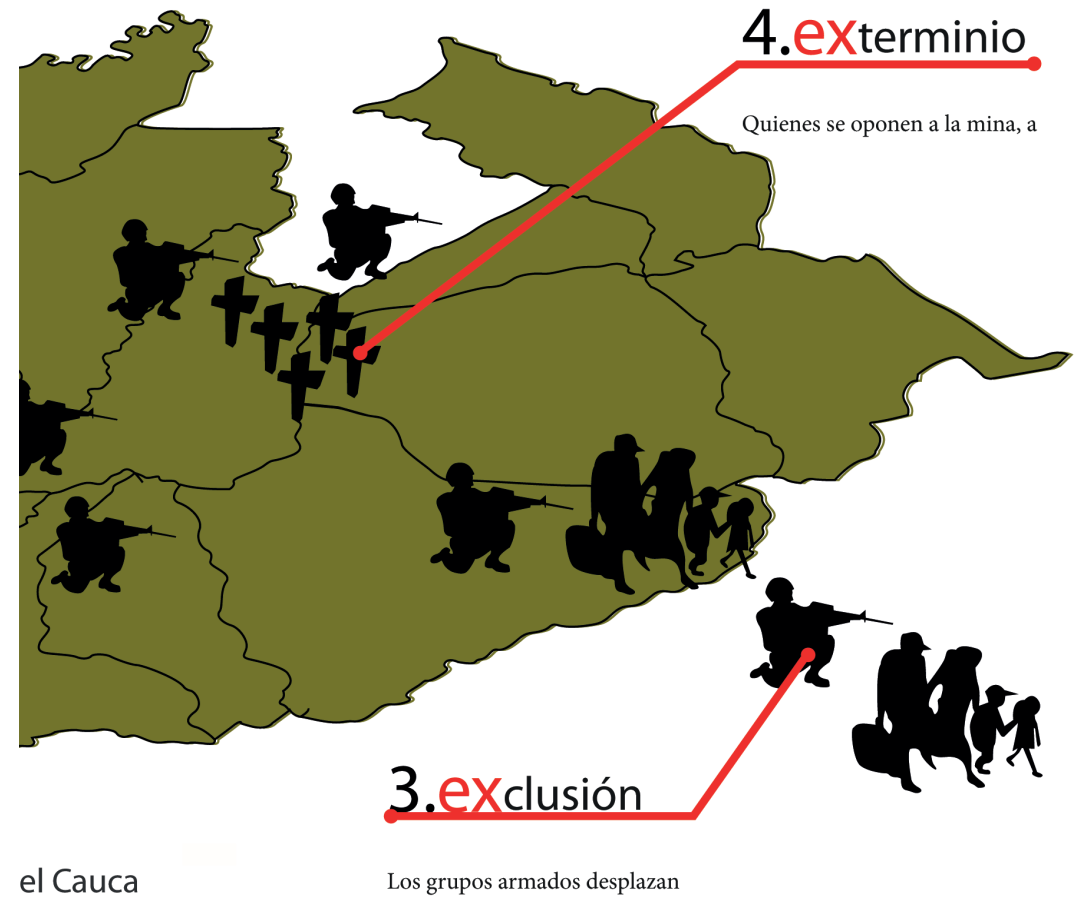 4.exterminio
Quienes se oponen a la mina, a
3.exclusión
el Cauca
Los grupos armados desplazan